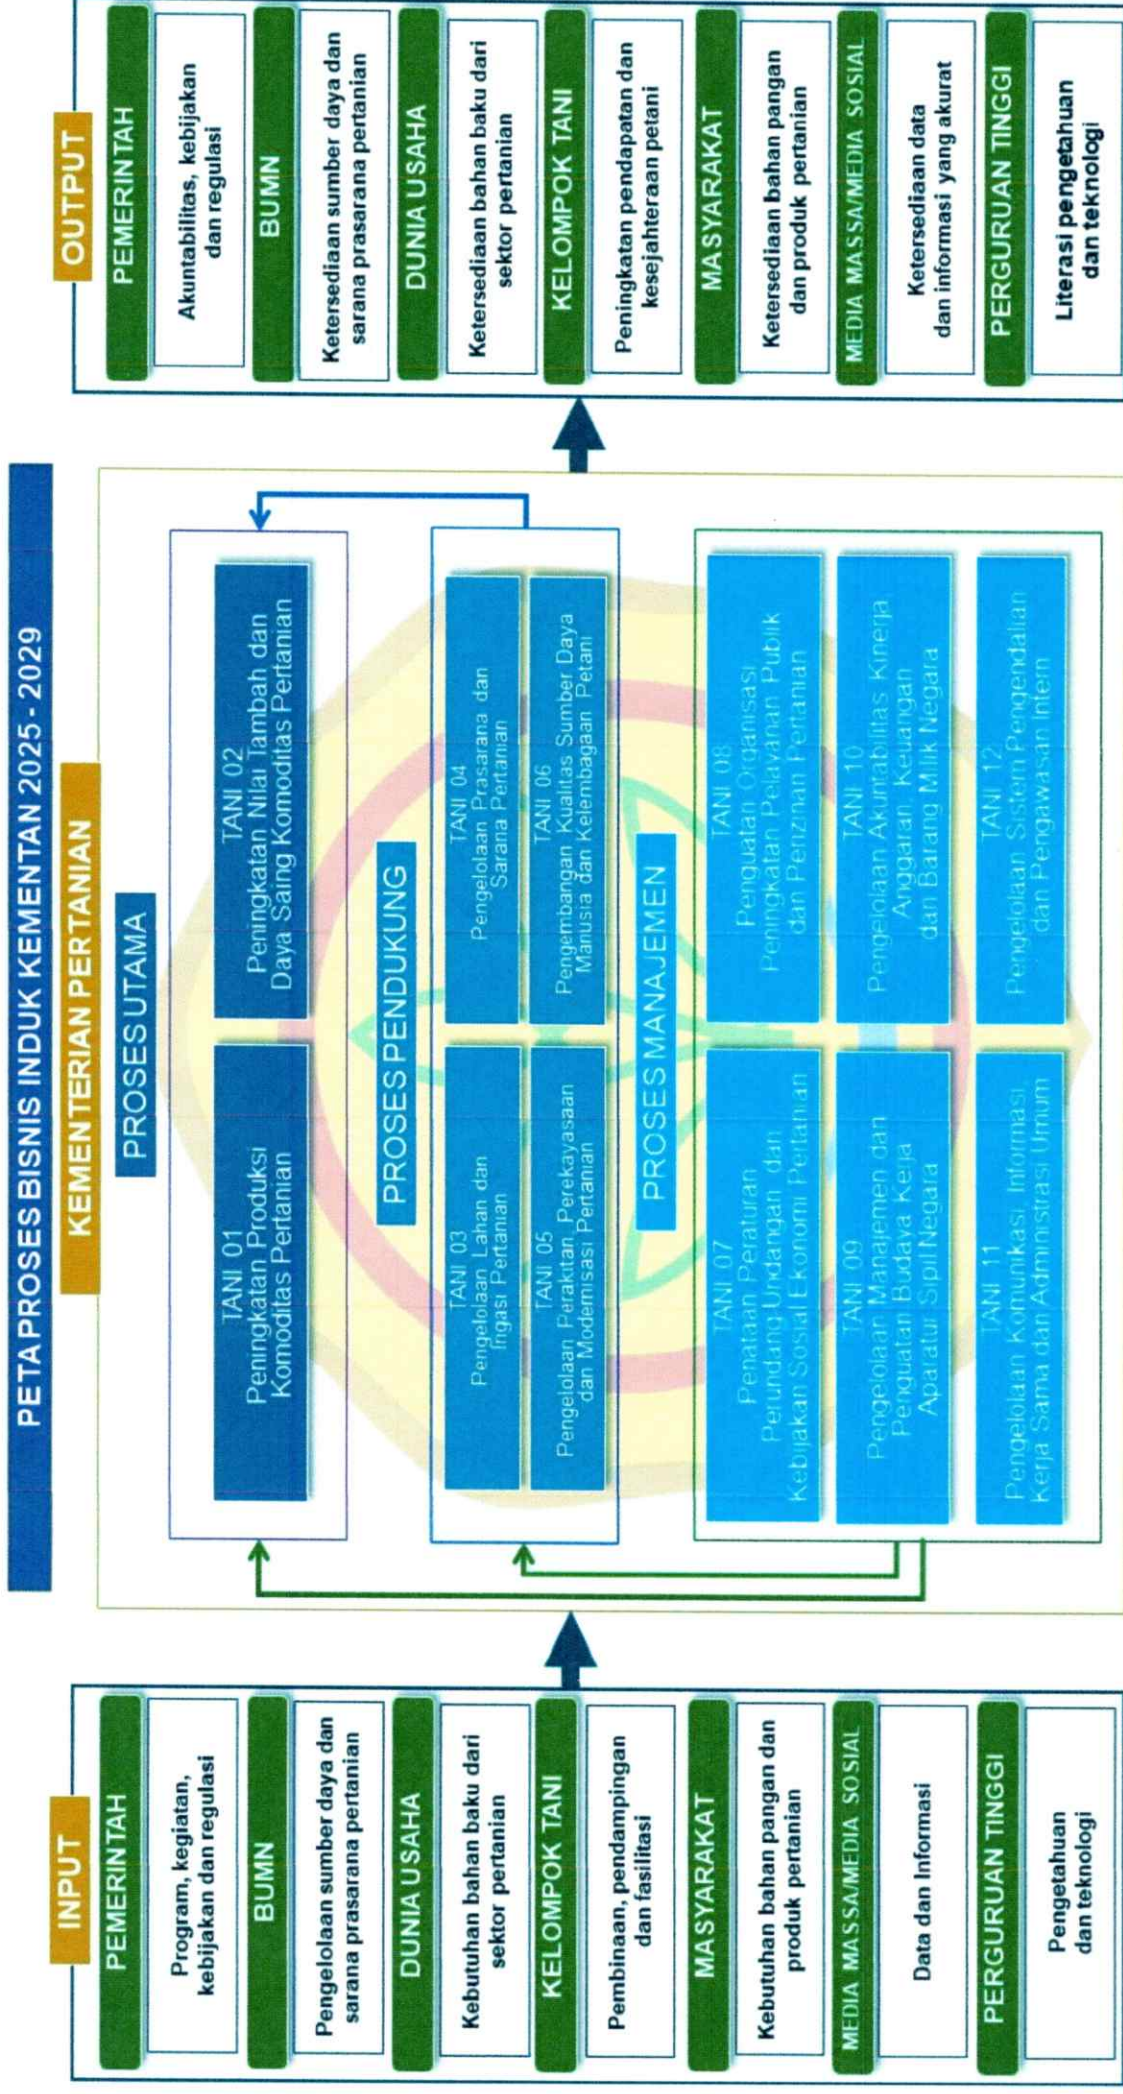 PETA PROSES BISNIS INDUK KEMENTAN 2025 - 2029
INPUT
PEMERINTAH
Program, kegiatan,
kebijakan dan regulasi
BUMN
Pengelolaan sumber daya dan
sarana prasarana pertanian
DUNIA USAHA
Kebutuhan bahan baku dari
sektor pertanian
KELOMPOK TANI
Pembinaan, pendampingan
dan fasilitasi
MASYARAKAT
Kebutuhan bahan pangan dan
produk pertanian
MEDIA MASSA/MEDIA SOSIAL
Data dan Informasi
PERGURUAN TINGGI
Pengetahuan
dan teknologi
KEMENTERIAN PERTANIAN
PROSES UTAMA
TANI 01
Peningkatan Produksi
Komoditas Pertanian
TANI 02
Peningkatan Nilai Tambah dan
Daya Saing Komoditas Pertanian
PROSES PENDUKUNG
TANI 03
Pengelolaan Lahan dan
Irigasi Pertanian
TANI 04
Pengelolaan Prasarana dan
Sarana Pertanian
TANI 05
Pengelolaan Perakitan, Perekayasaan
dan Modernisasi Pertanian
TANI 06
Pengembangan Kualitas Sumber Daya
Manusia dan Kelembagaan Petani
PROSES MANAJEMEN
TANI 07
Penataan Peraturan
Perundang-Undangan dan
Kebijakan Sosial Ekonomi Pertanian
TANI 08
Penguatan Organisasi
Peningkatan Pelayanan Publik
dan Perizinan Pertanian
TANI 09
Pengelolaan Manajemen dan
Penguatan Budaya Kerja
Aparatur Sipil Negara
TANI 10
Pengelolaan Akuntabilitas Kinerja
Anggaran Keuangan
dan Barang Milik Negara
TANI 11
Pengelolaan Komunikasi, Informasi,
Kerja Sama dan Administrasi Umum
TANI 12
Pengelolaan Sistem Pengendalian
dan Pengawasan Intern
OUTPUT
PEMERINTAH
Akuntabilitas, kebijakan
dan regulasi
BUMN
Ketersediaan sumber daya dan
sarana prasarana pertanian
DUNIA USAHA
Ketersediaan bahan baku dari
sektor pertanian
KELOMPOK TANI
Peningkatan pendapatan dan
kesejahteraan petani
MASYARAKAT
Ketersediaan bahan pangan
dan produk pertanian
MEDIA MASSA/MEDIA SOSIAL
Ketersediaan data
dan informasi yang akurat
PERGURUAN TINGGI
Literasi pengetahuan
dan teknologi